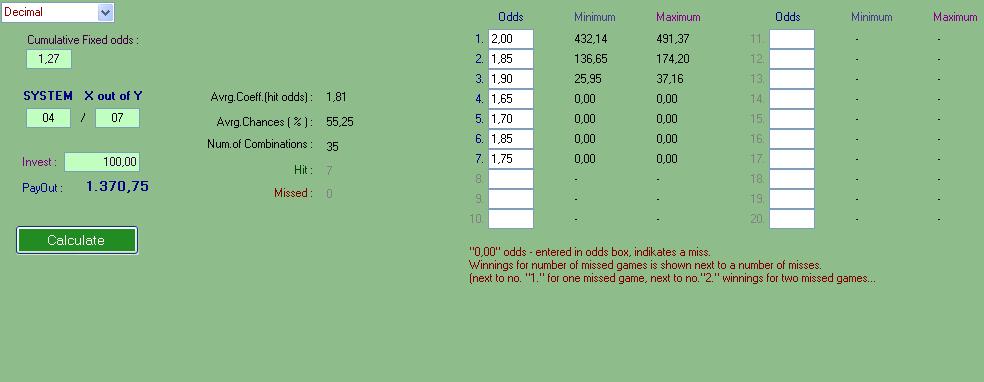 Decimal
Cumulative Fixed odds :
1,27
SYSTEM X out of Y
04 / 07
Invest : 100,00
PayOut : 1.370,75
Calculate
Avrg.Coeff.(hit odds) : 1,81
Avrg.Chances ( % ) : 55,25
Num.of Combinations : 35
Hit : 7
Missed : 0
Odds Minimum Maximum
1. 2,00 432,14 491,37
2. 1,85 136,65 174,20
3. 1,90 25,95 37,16
4. 1,65 0,00 0,00
5. 1,70 0,00 0,00
6. 1,85 0,00 0,00
7. 1,75 0,00 0,00
8. - -
9. - -
10. - -
Odds Minimum Maximum
11. - -
12. - -
13. - -
14. - -
15. - -
16. - -
17. - -
18. - -
19. - -
20. - -
"0,00" odds - entered in odds box, indikates a miss.
Winnings for number of missed games is shown next to a number of misses.
(next to no. "1." for one missed game, next to no."2." winnings for two missed games...